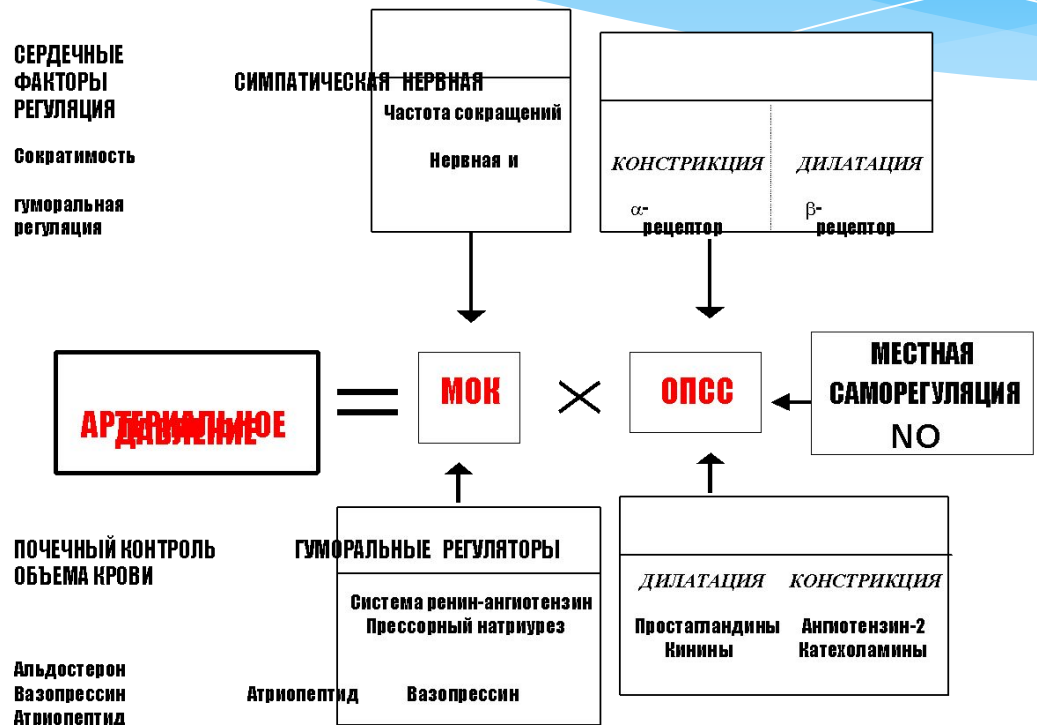 СЕРДЕЧНЫЕ
ФАКТОРЫ СИМПАТИЧЕСКАЯ НЕРВНАЯ
РЕГУЛЯЦИЯ
Частота сокращений
Сократимость Нервная и
гуморальная
регуляция
КОНСТРИКЦИЯ ДИЛАТАЦИЯ
α- β-
рецептор рецептор
АРТЕРИАЛЬНОЕ
ДАВЛЕНИЕ
=
МОК
×
ОПСС
МЕСТНАЯ
САМОРЕГУЛЯЦИЯ
NO
ПОЧЕЧНЫЙ КОНТРОЛЬ ГУМОРАЛЬНЫЕ РЕГУЛЯТОРЫ
ОБЪЕМА КРОВИ
Система ренин-ангиотензин
Прессорный натриурез
Альдостерон
Вазопрессин Атриопептид Вазопрессин
Атриопептид
ДИЛАТАЦИЯ КОНСТРИКЦИЯ
Простагландины Ангиотензин-2
Кинины Катехоламины